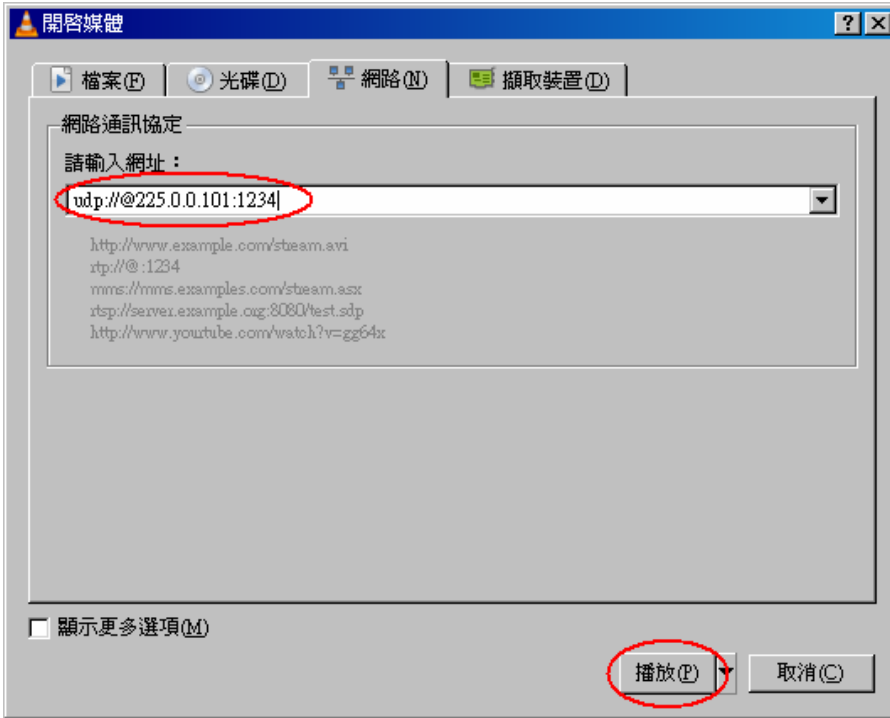 開啓媒體
檔案(F) 光碟(D) 網路(N) 擷取裝置(D)
網路通訊協定
請輸入網址：
udp://@225.0.0.101:1234
http://www.example.com/stream.avi
rtp://@:1234
mms://mms.examples.com/stream.asx
rtsp://server.example.org:8080/test.sdp
http://www.yourtube.com/watch?v=gg64x
顯示更多選項(M)
播放(P) 取消(C)